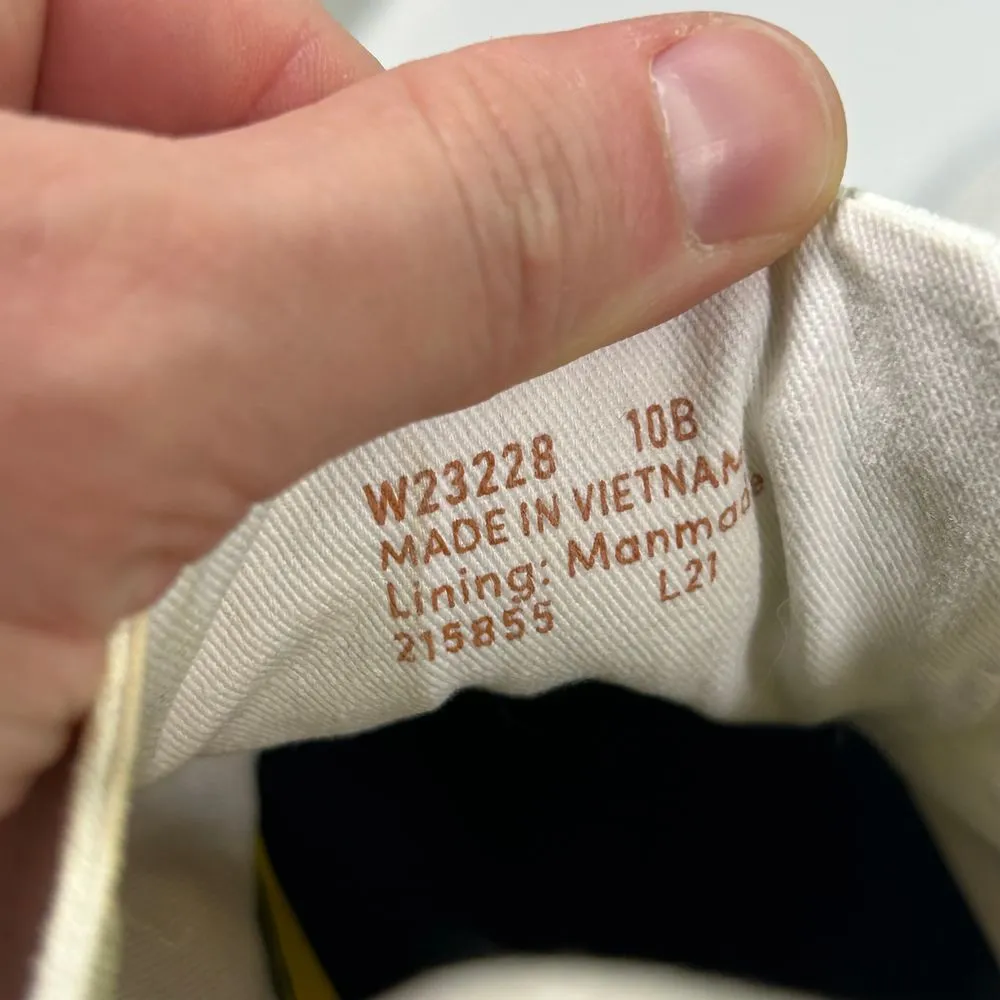 W23228 10B
MADE IN VIETNAM
Lining: Manmade
215855 L21